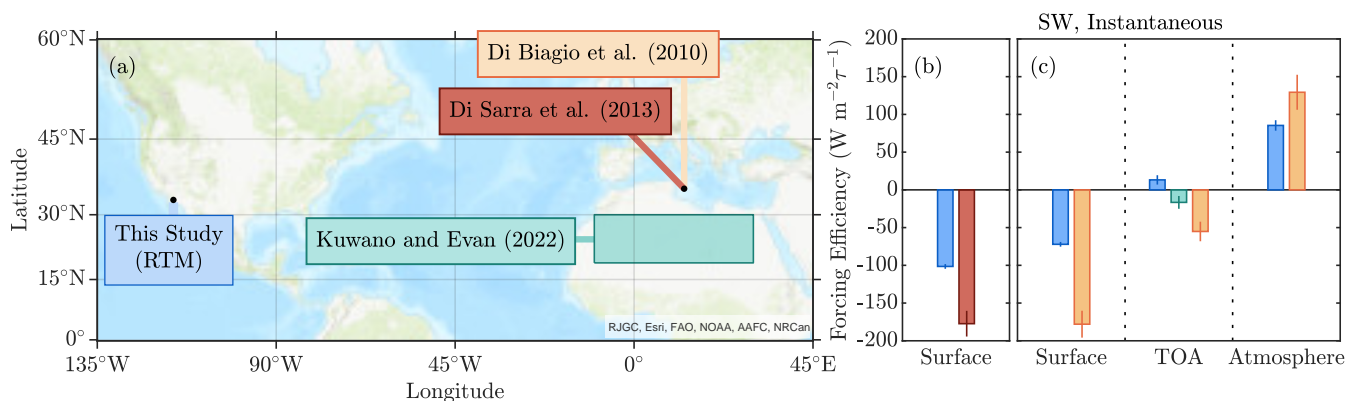 SW, Instantaneous
60°N
45°N
30°N
15°N
0°
Latitude
(a)
Di Biagio et al. (2010)
Di Sarra et al. (2013)
This Study
(RTM)
Kuwano and Evan (2022)
RJGC, Esri, FAO, NOAA, AAFC, NRCan
135°W
90°W
45°W
0°
45°E
Longitude
Forcing Efficiency (W m⁻²τ⁻¹)
200
150
100
50
0
-50
-100
-150
-200
(b)
Surface
(c)
Surface
TOA
Atmosphere